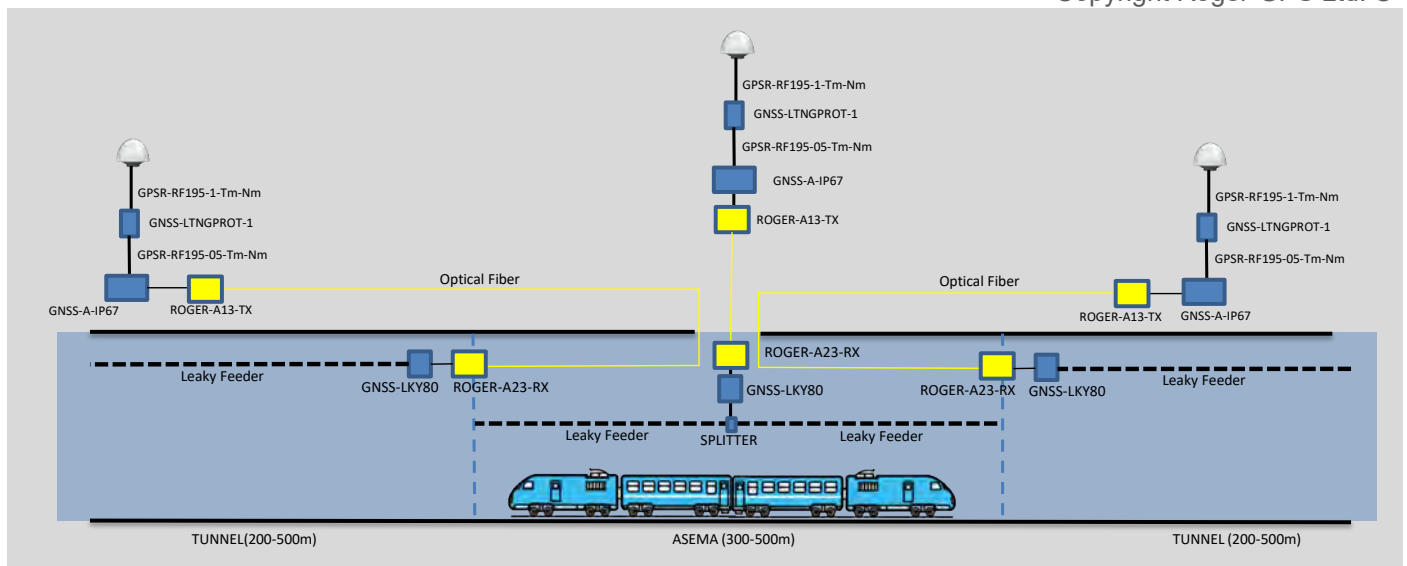 Copyright Roger-GPS Ltd. ©
GPSR-RF195-1-Tm-Nm
GNSS-LTNGPROT-1
GPSR-RF195-05-Tm-Nm
GNSS-A-IP67
ROGER-A13-TX
GPSR-RF195-1-Tm-Nm
GNSS-LTNGPROT-1
GPSR-RF195-05-Tm-Nm
GNSS-A-IP67
ROGER-A13-TX
Optical Fiber
GPSR-RF195-1-Tm-Nm
GNSS-LTNGPROT-1
GPSR-RF195-05-Tm-Nm
Optical Fiber
ROGER-A13-TX
GNSS-A-IP67
Leaky Feeder
GNSS-LKY80
ROGER-A23-RX
ROGER-A23-RX
GNSS-LKY80
ROGER-A23-RX
GNSS-LKY80
Leaky Feeder
Leaky Feeder
SPLITTER
Leaky Feeder
TUNNEL(200-500m)
ASEMA (300-500m)
TUNNEL (200-500m)